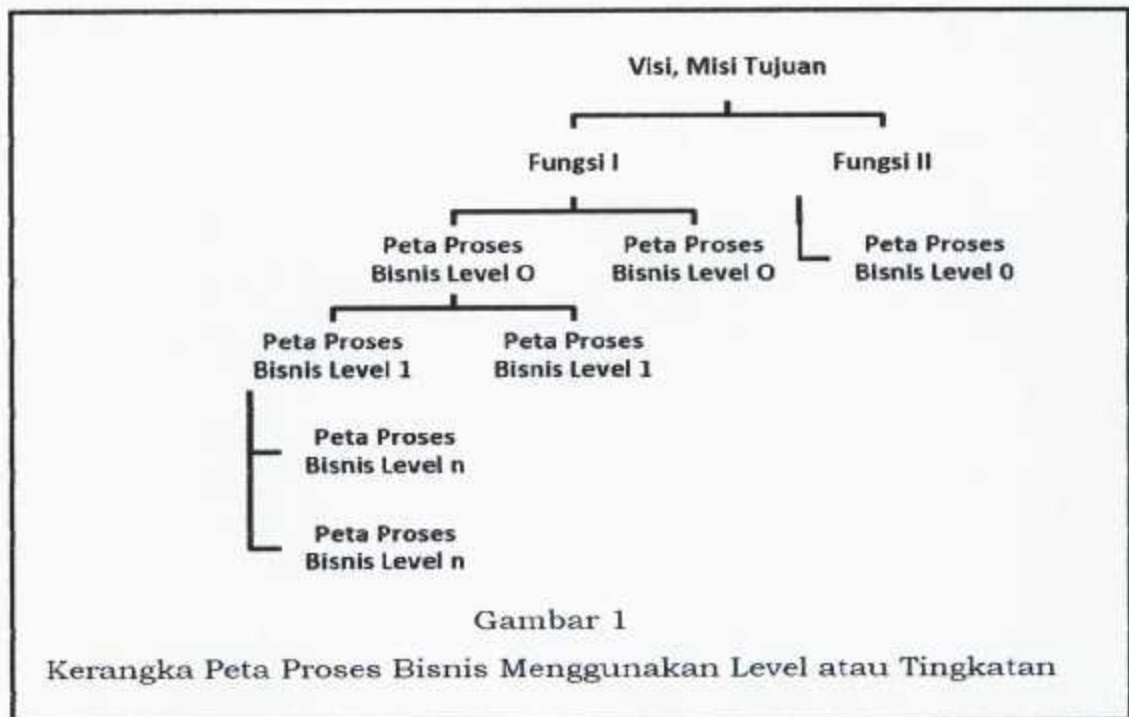 Visi, Misi Tujuan
Fungsi I
Fungsi II
Peta Proses
Bisnis Level O
Peta Proses
Bisnis Level O
Peta Proses
Bisnis Level 0
Peta Proses
Bisnis Level 1
Peta Proses
Bisnis Level 1
Peta Proses
Bisnis Level n
Peta Proses
Bisnis Level n
Gambar 1
Kerangka Peta Proses Bisnis Menggunakan Level atau Tingkatan